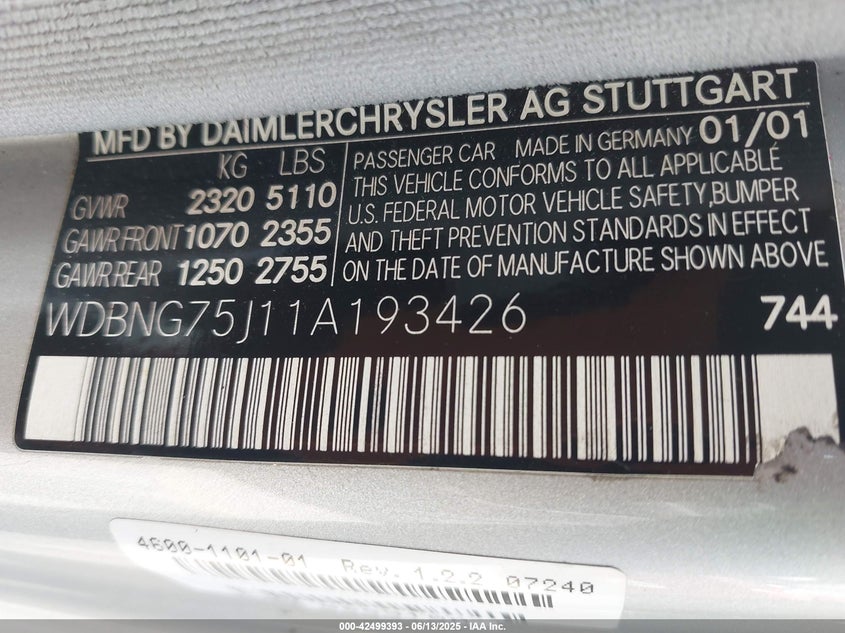 MFD BY DAIMLERCHRYSLER AG STUTTGART
KG LBS
GVWR 2320 5110
GAWR FRONT 1070 2355
GAWR REAR 1250 2755
PASSENGER CAR MADE IN GERMANY 01/01
THIS VEHICLE CONFORMS TO ALL APPLICABLE
U.S. FEDERAL MOTOR VEHICLE SAFETY,BUMPER
AND THEFT PREVENTION STANDARDS IN EFFECT
ON THE DATE OF MANUFACTURE SHOWN ABOVE
WDBNG75J11A193426 744
4600-1101-01 Rev. 1.2.2 07240
000-42499393 - 06/13/2025 - IAA Inc.